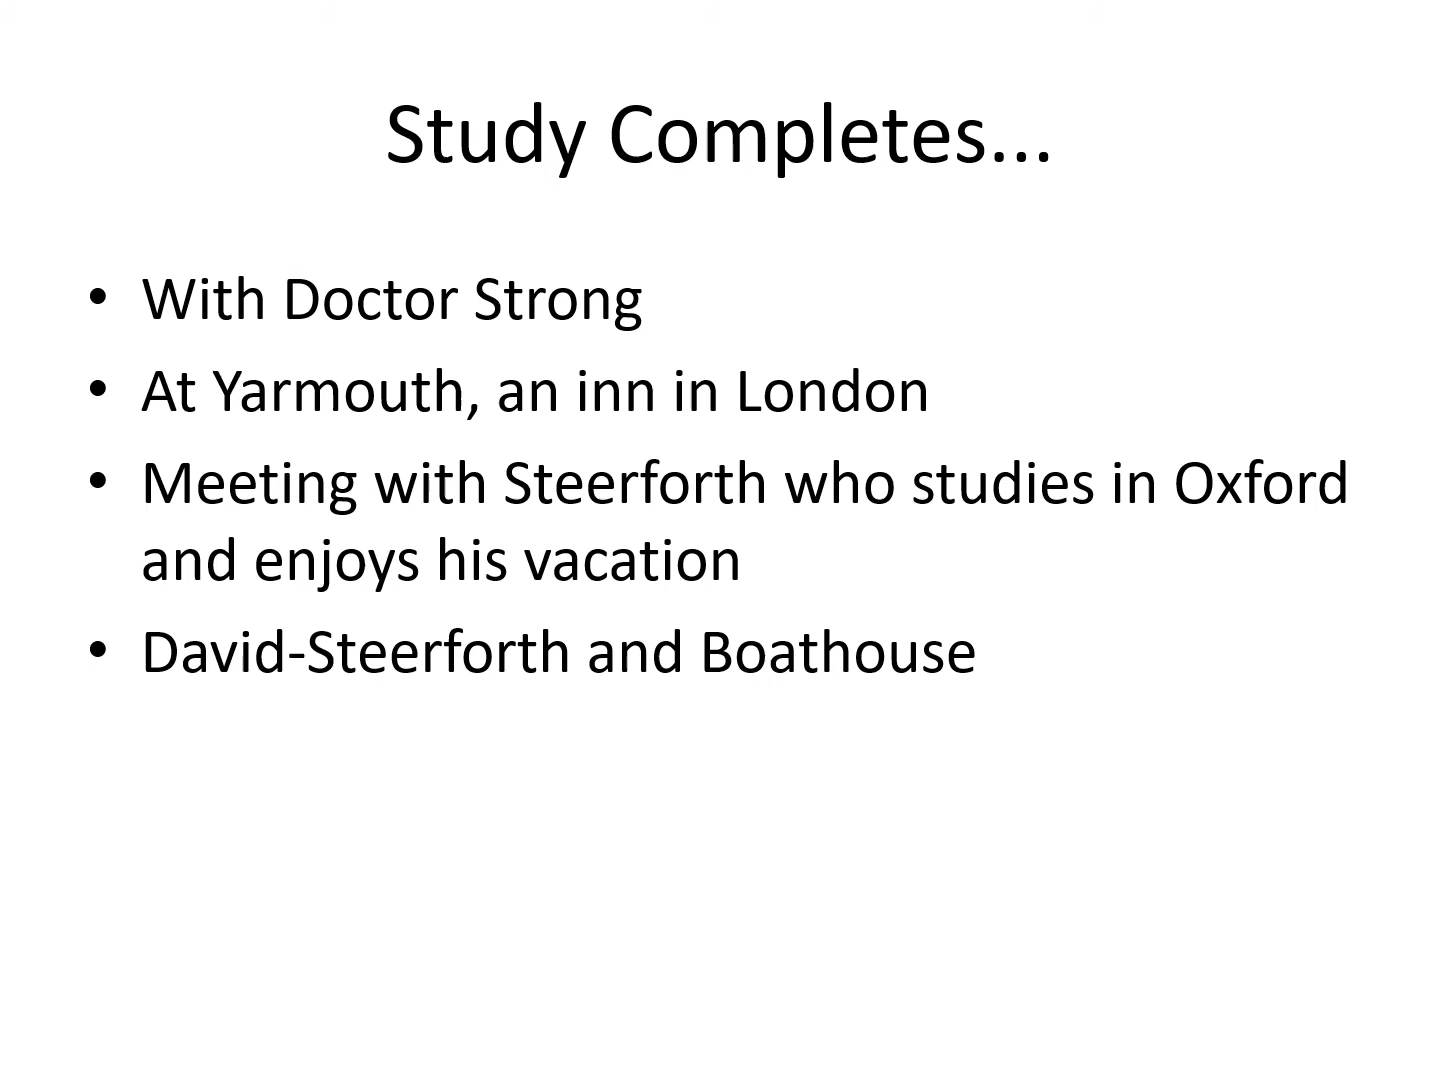 Study Completes...
• With Doctor Strong
• At Yarmouth, an inn in London
• Meeting with Steerforth who studies in Oxford
and enjoys his vacation
• David-Steerforth and Boathouse